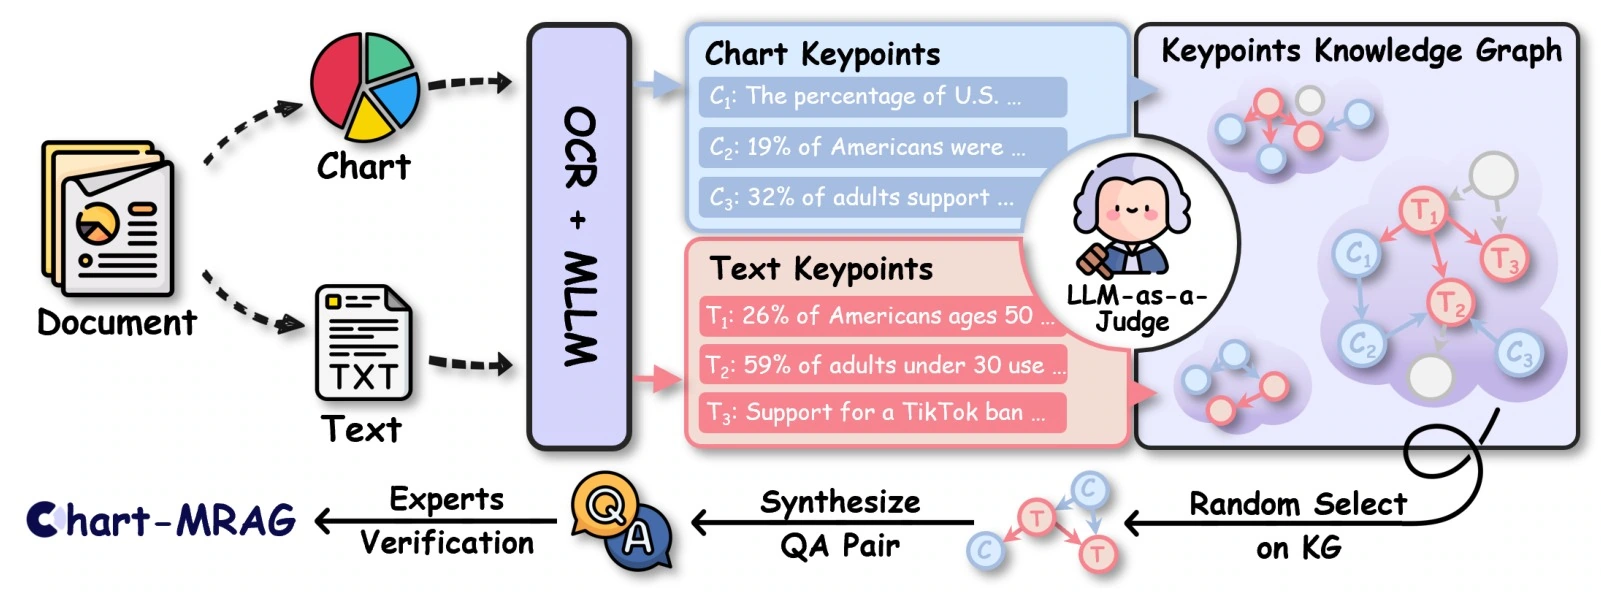 Document
Chart
TXT
Text
OCR + MLLM
Chart Keypoints
C₁: The percentage of U.S. ...
C₂: 19% of Americans were ...
C₃: 32% of adults support ...
Text Keypoints
T₁: 26% of Americans ages 50 ...
T₂: 59% of adults under 30 use ...
T₃: Support for a TikTok ban ...
LLM-as-a-
Judge
Keypoints Knowledge Graph
T₁
C₁
T₃
T₂
C₂
C₃
Random Select
on KG
C
T
C
T
Synthesize
QA Pair
Q
A
Experts
Verification
Chart-MRAG